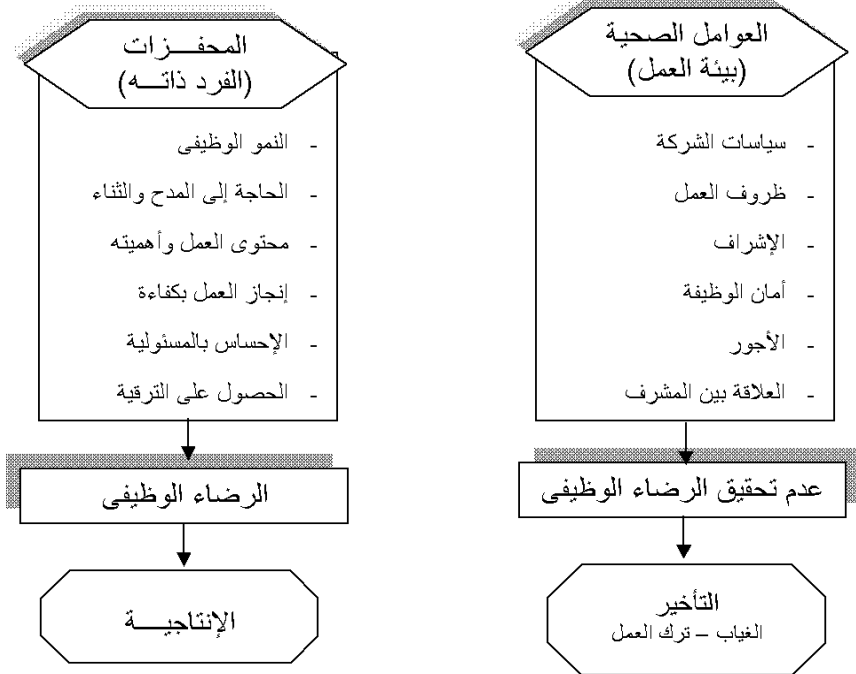 العوامل الصحية
(بيئة العمل)
- سياسات الشركة
- ظروف العمل
- الإشراف
- أمان الوظيفة
- الأجور
- العلاقة بين المشرف
عدم تحقيق الرضاء الوظيفى
التأخير
الغياب – ترك العمل
المحفــزات
(الفرد ذاتــه)
- النمو الوظيفى
- الحاجة إلى المدح والثناء
- محتوى العمل وأهميته
- إنجاز العمل بكفاءة
- الإحساس بالمسئولية
- الحصول على الترقية
الرضاء الوظيفى
الإنتاجيـــة